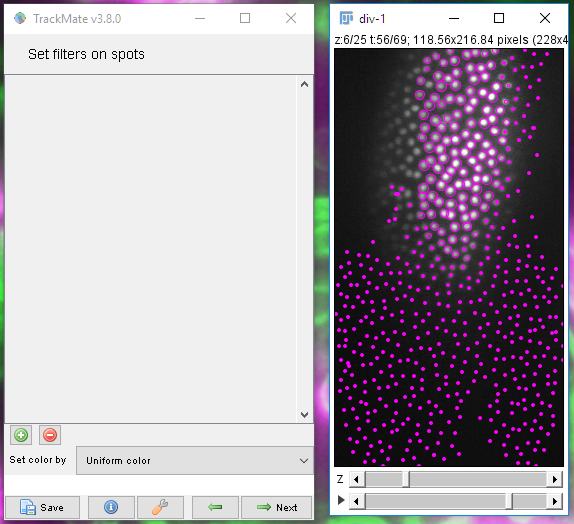 TrackMate v3.8.0
Set filters on spots
Set color by
Uniform color
Save
Next
div-1
z:6/25 t:56/69; 118.56x216.84 pixels (228x4
z